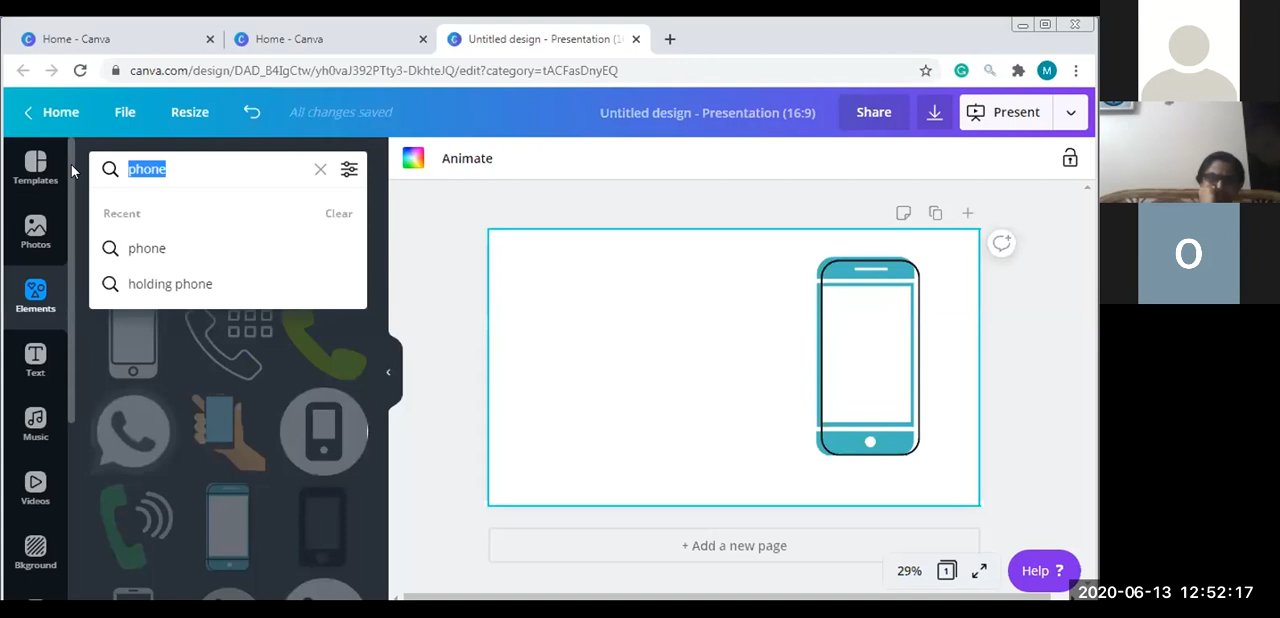 Home - Canva
Home - Canva
Untitled design - Presentation (1
canva.com/design/DAD_B4IgCtw/yh0vaJ392PTty3-DkhteJQ/edit?category=tACFasDnyEQ
M
Home
File
Resize
All changes saved
Untitled design - Presentation (16:9)
Share
Present
Templates
Photos
Elements
Text
Music
Videos
Bkground
phone
Recent
Clear
phone
holding phone
Animate
+ Add a new page
29%
1
Help ?
O
2020-06-13 12:52:17